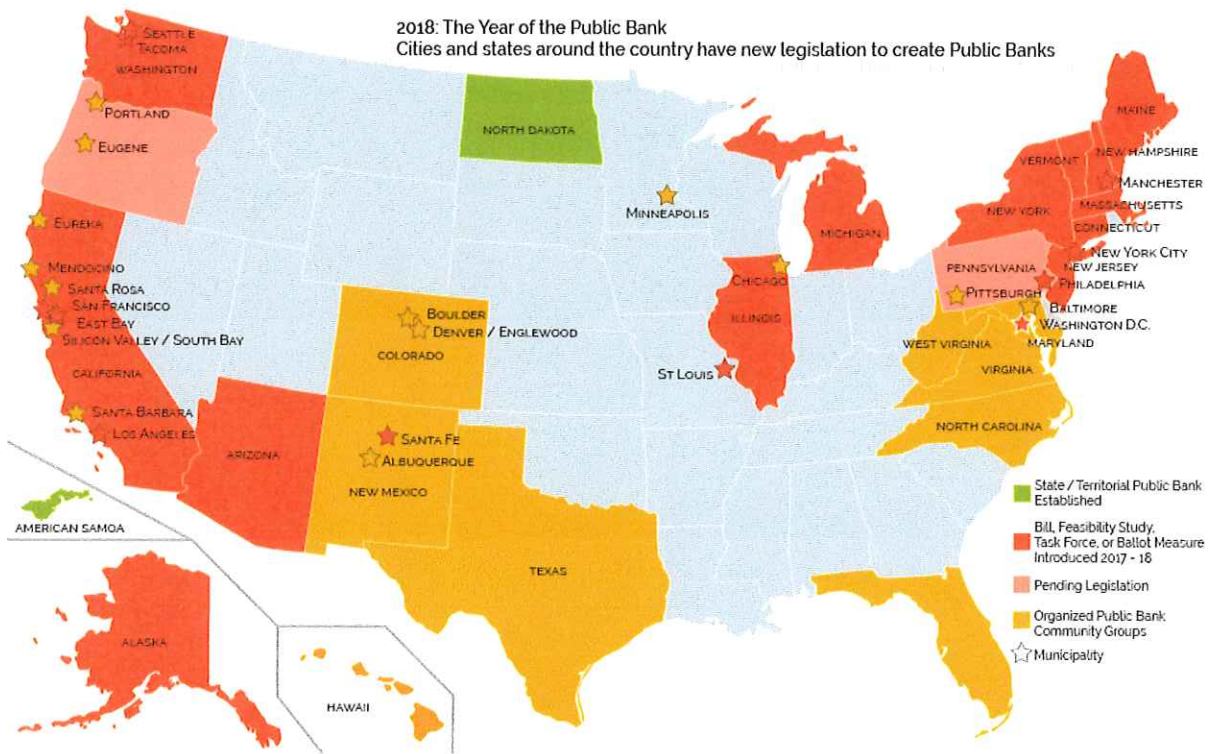 2018: The Year of the Public Bank
Cities and states around the country have new legislation to create Public Banks
SEATTLE
TACOMA
WASHINGTON
PORTLAND
EUGENE
NORTH DAKOTA
MINNEAPOLIS
MAINE
VERMONT
NEW HAMPSHIRE
MANCHESTER
MASSACHUSETTS
CONNECTICUT
NEW YORK
NEW YORK CITY
NEW JERSEY
PENNSYLVANIA
PHILADELPHIA
PITTSBURGH
BALTIMORE
WASHINGTON D.C.
MARYLAND
WEST VIRGINIA
VIRGINIA
NORTH CAROLINA
MICHIGAN
CHICAGO
ILLINOIS
ST LOUIS
EUREKA
MENDOCINO
SANTA ROSA
SAN FRANCISCO
EAST BAY
SILICON VALLEY / SOUTH BAY
CALIFORNIA
SANTA BARBARA
LOS ANGELES
BOULDER
DENVER / ENGLEWOOD
COLORADO
ARIZONA
SANTA FE
ALBUQUERQUE
NEW MEXICO
TEXAS
AMERICAN SAMOA
ALASKA
HAWAII
State / Territorial Public Bank
Established
Bill, Feasibility Study,
Task Force, or Ballot Measure
Introduced 2017 - 18
Pending Legislation
Organized Public Bank
Community Groups
Municipality